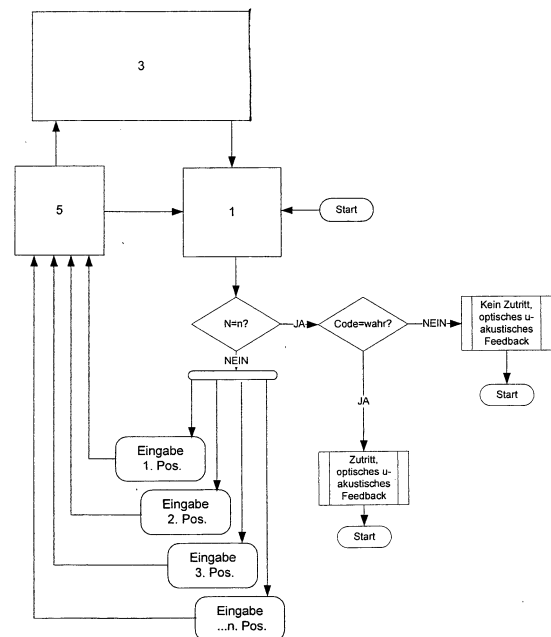 3
5
1
Start
N=n?
JA
Code=wahr?
NEIN
Kein Zutritt,
optisches u-
akustisches
Feedback
Start
NEIN
JA
Zutritt,
optisches u-
akustisches
Feedback
Start
Eingabe
1. Pos.
Eingabe
2. Pos.
Eingabe
3. Pos.
Eingabe
...n. Pos.